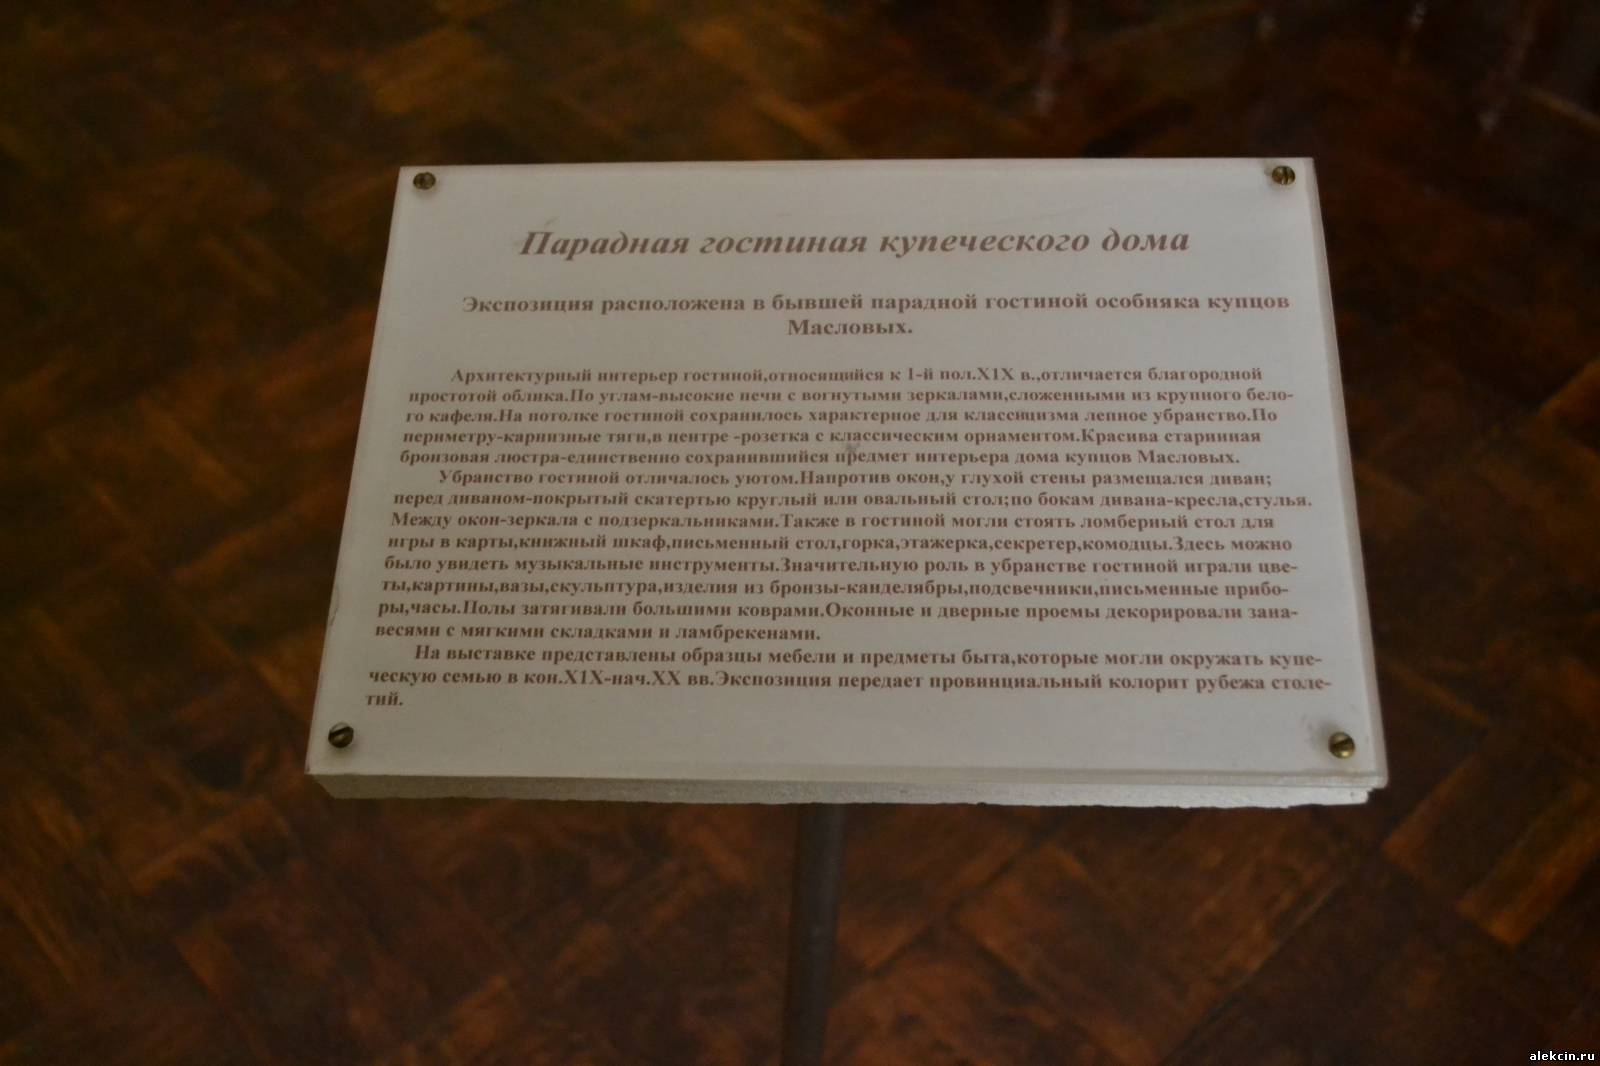 Парадная гостиная купеческого дома
Экспозиция расположена в бывшей парадной гостиной особняка купцов
Масловых.
Архитектурный интерьер гостиной,относящийся к 1-й пол.Х1Х в.,отличается благородной
простотой облика.По углам-высокие печи с вогнутыми зеркалами,сложенными из крупного бело-
го кафеля.На потолке гостиной сохранилось характерное для классицизма лепное убранство.По
периметру-карнизные тяги,в центре -розетка с классическим орнаментом.Красива старинная
бронзовая люстра-единственно сохранившийся предмет интерьера дома купцов Масловых.
Убранство гостиной отличалось уютом.Напротив окон,у глухой стены размещался диван;
перед диваном-покрытый скатертью круглый или овальный стол;по бокам дивана-кресла,стулья.
Между окон-зеркала с подзеркальниками.Также в гостиной могли стоять ломберный стол для
игры в карты,книжный шкаф,письменный стол,горка,этажерка,секретер,комодцы.Здесь можно
было увидеть музыкальные инструменты.Значительную роль в убранстве гостиной играли цве-
ты,картины,вазы,скульптура,изделия из бронзы-канделябры,подсвечники,письменные прибо-
ры,часы.Полы затягивали большими коврами.Оконные и дверные проемы декорировали зана-
весями с мягкими складками и ламбрекенами.
На выставке представлены образцы мебели и предметы быта,которые могли окружать купе-
ческую семью в кон.Х1Х-нач.ХХ вв.Экспозиция передает провинциальный колорит рубежа столе-
тий.
alekcin.ru